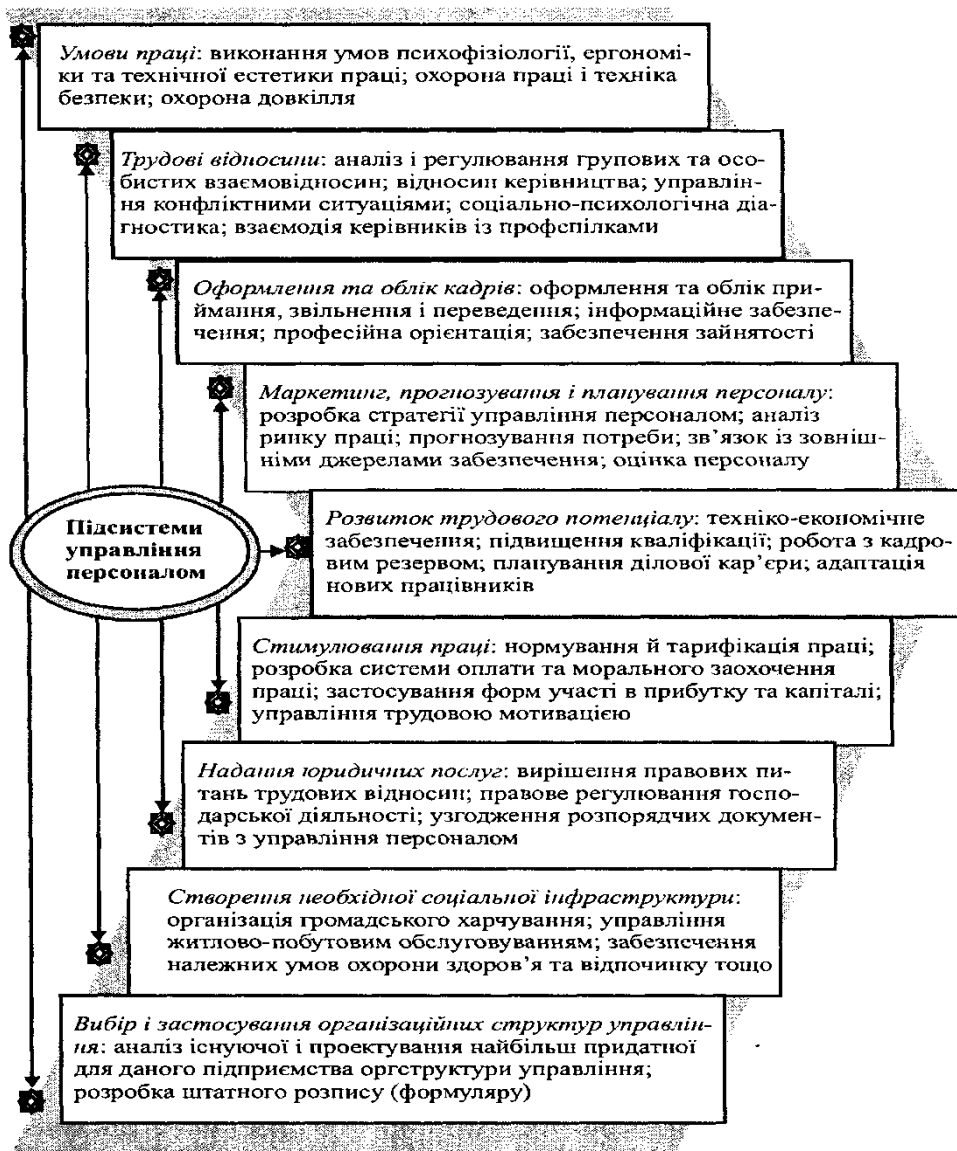 Умови праці: виконання умов психофізіології, ергономі-
ки та технічної естетики праці; охорона праці і техніка
безпеки; охорона довкілля
Трудові відносини: аналіз і регулювання групових та осо-
бистих взаємовідносин; відносин керівництва; управлін-
ня конфліктними ситуаціями; соціально-психологічна діа-
гностика; взаємодія керівників із профспілками
Оформлення та облік кадрів: оформлення та облік при-
ймання, звільнення і переведення; інформаційне забезпе-
чення; професійна орієнтація; забезпечення зайнятості
Маркетинг, прогнозування і планування персоналу:
розробка стратегії управління персоналом; аналіз
ринку праці; прогнозування потреби; зв’язок із зовніш-
німи джерелами забезпечення; оцінка персоналу
Підсистеми
управління
персоналом
Розвиток трудового потенціалу: техніко-економічне
забезпечення; підвищення кваліфікації; робота з кадро-
вим резервом; планування ділової кар’єри; адаптація
нових працівників
Стимулювання праці: нормування й тарифікація праці;
розробка системи оплати та морального заохочення
праці; застосування форм участі в прибутку та капіталі;
управління трудовою мотивацією
Надання юридичних послуг: вирішення правових пи-
тань трудових відносин; правове регулювання госпо-
дарської діяльності; узгодження розпорядчих докумен-
тів з управління персоналом
Створення необхідної соціальної інфраструктури:
організація громадського харчування; управління
житлово-побутовим обслуговуванням; забезпечення
належних умов охорони здоров’я та відпочинку тощо
Вибір і застосування організаційних структур управлін-
ня: аналіз існуючої і проектування найбільш придатної
для даного підприємства оргструктури управління;
розробка штатного розпису (формуляру)